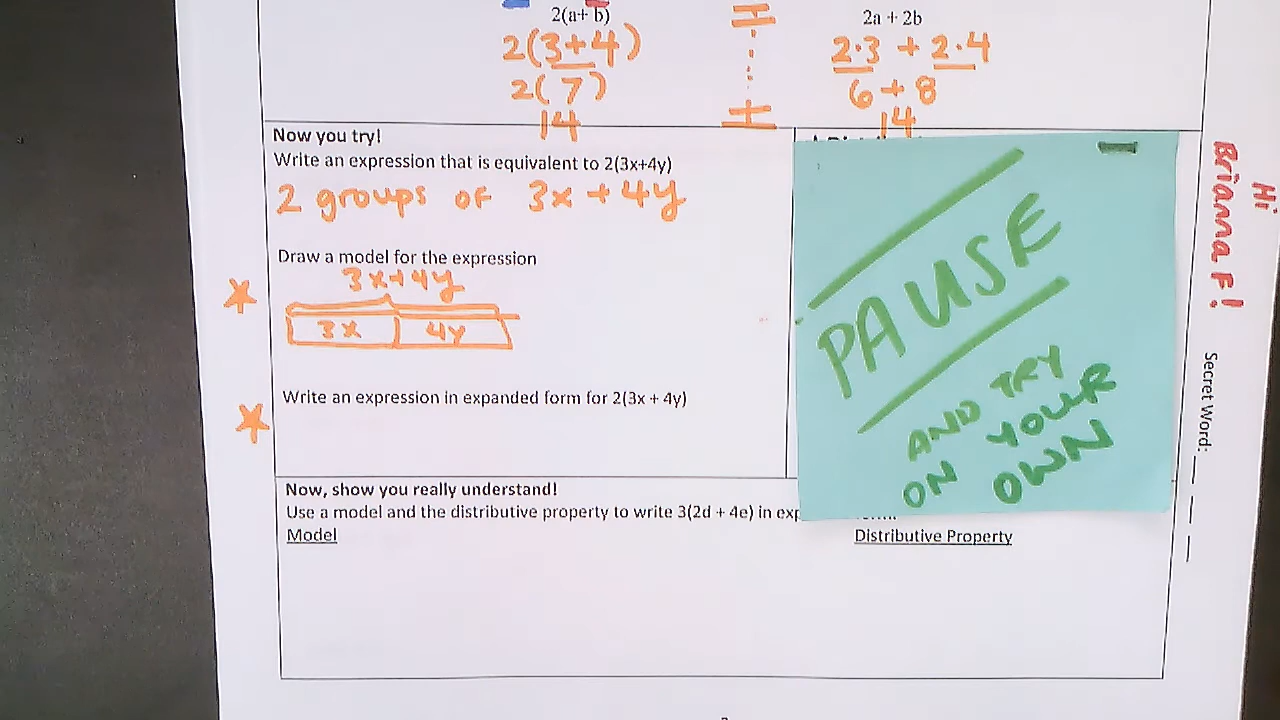 2(a+ b)
2a + 2b
2(3+4)
2·3 + 2·4
2(7)
6 + 8
14
14
Now you try!
Write an expression that is equivalent to 2(3x+4y)
2 groups of 3x + 4y
Draw a model for the expression
3x+4y
3x 4y
Write an expression in expanded form for 2(3x + 4y)
PAUSE
AND TRY
ON YOUR
OWN
Now, show you really understand!
Use a model and the distributive property to write 3(2d + 4e) in
Model
Distributive Property
Hi
Brianna F!
Secret Word: _ _ _ _